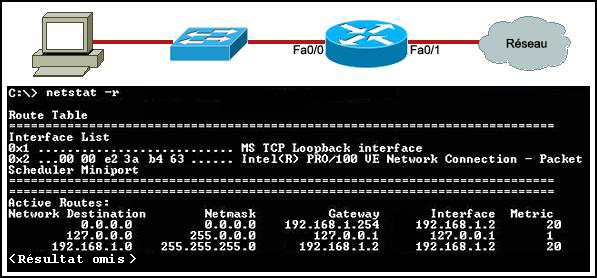 Fa0/0
Fa0/1
Réseau
C:\> netstat -r
Route Table
===========================================================================
Interface List
0x1 ........................... MS TCP Loopback interface
0x2 ...00 00 e2 3a b4 63 ...... Intel(R) PRO/100 VE Network Connection - Packet
Scheduler Miniport
===========================================================================
===========================================================================
Active Routes:
Network Destination Netmask Gateway Interface Metric
0.0.0.0 0.0.0.0 192.168.1.254 192.168.1.2 20
127.0.0.0 255.0.0.0 127.0.0.1 127.0.0.1 1
192.168.1.0 255.255.255.0 192.168.1.2 192.168.1.2 20
<Résultat omis>